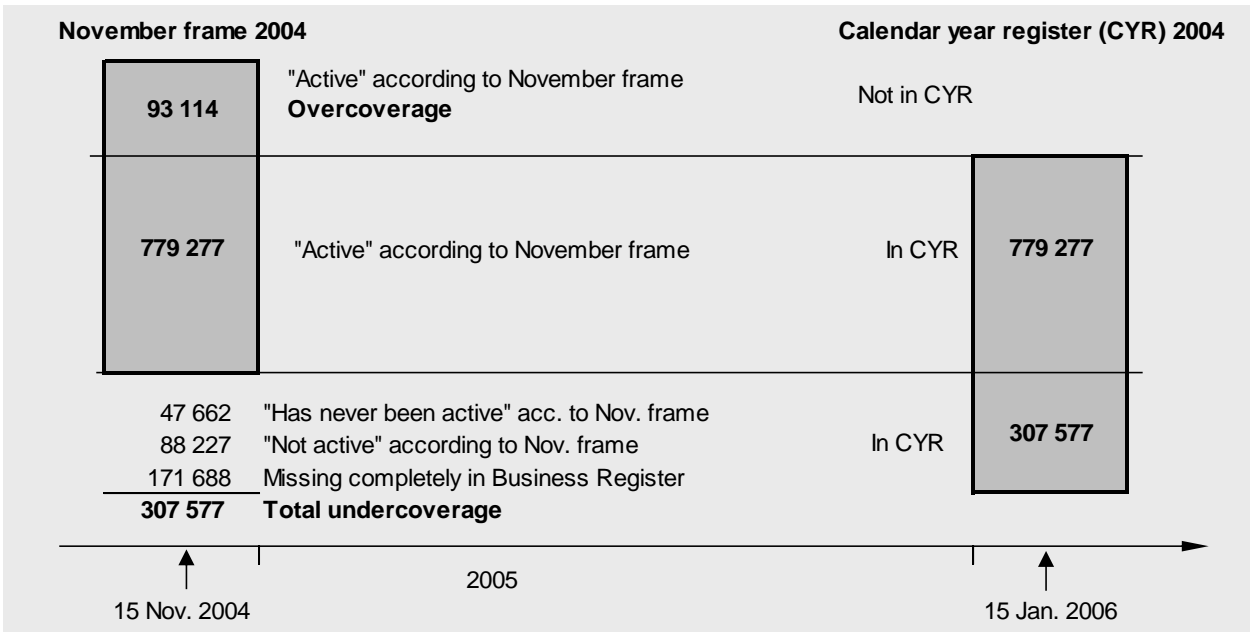 November frame 2004
Calendar year register (CYR) 2004
93 114
"Active" according to November frame
Overcoverage
Not in CYR
779 277
"Active" according to November frame
In CYR
779 277
47 662 "Has never been active" acc. to Nov. frame
88 227 "Not active" according to Nov. frame
171 688 Missing completely in Business Register
307 577 Total undercoverage
In CYR
307 577
2005
15 Nov. 2004
15 Jan. 2006